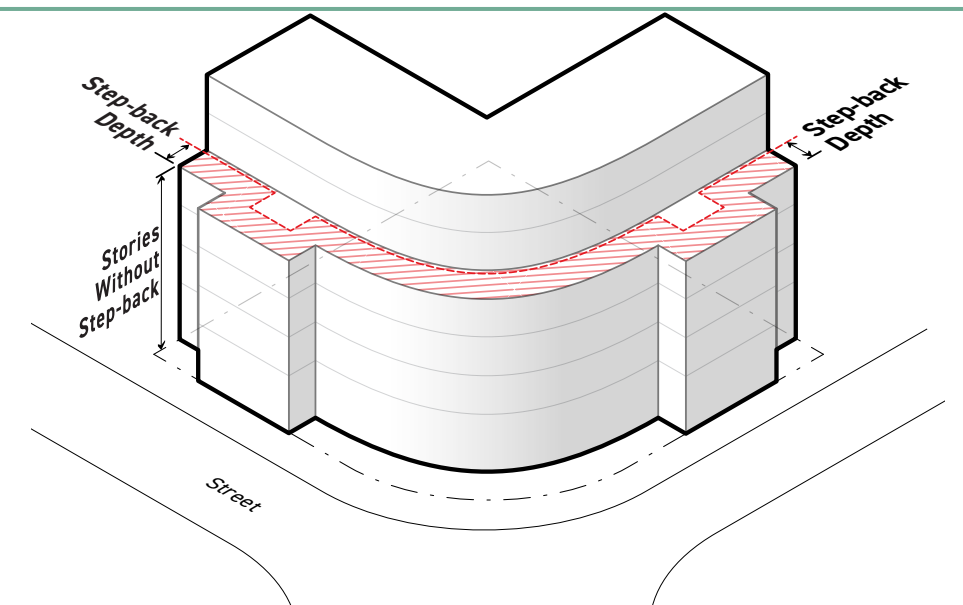 Step-back
Depth
Step-back
Depth
Stories
Without
Step-back
Street